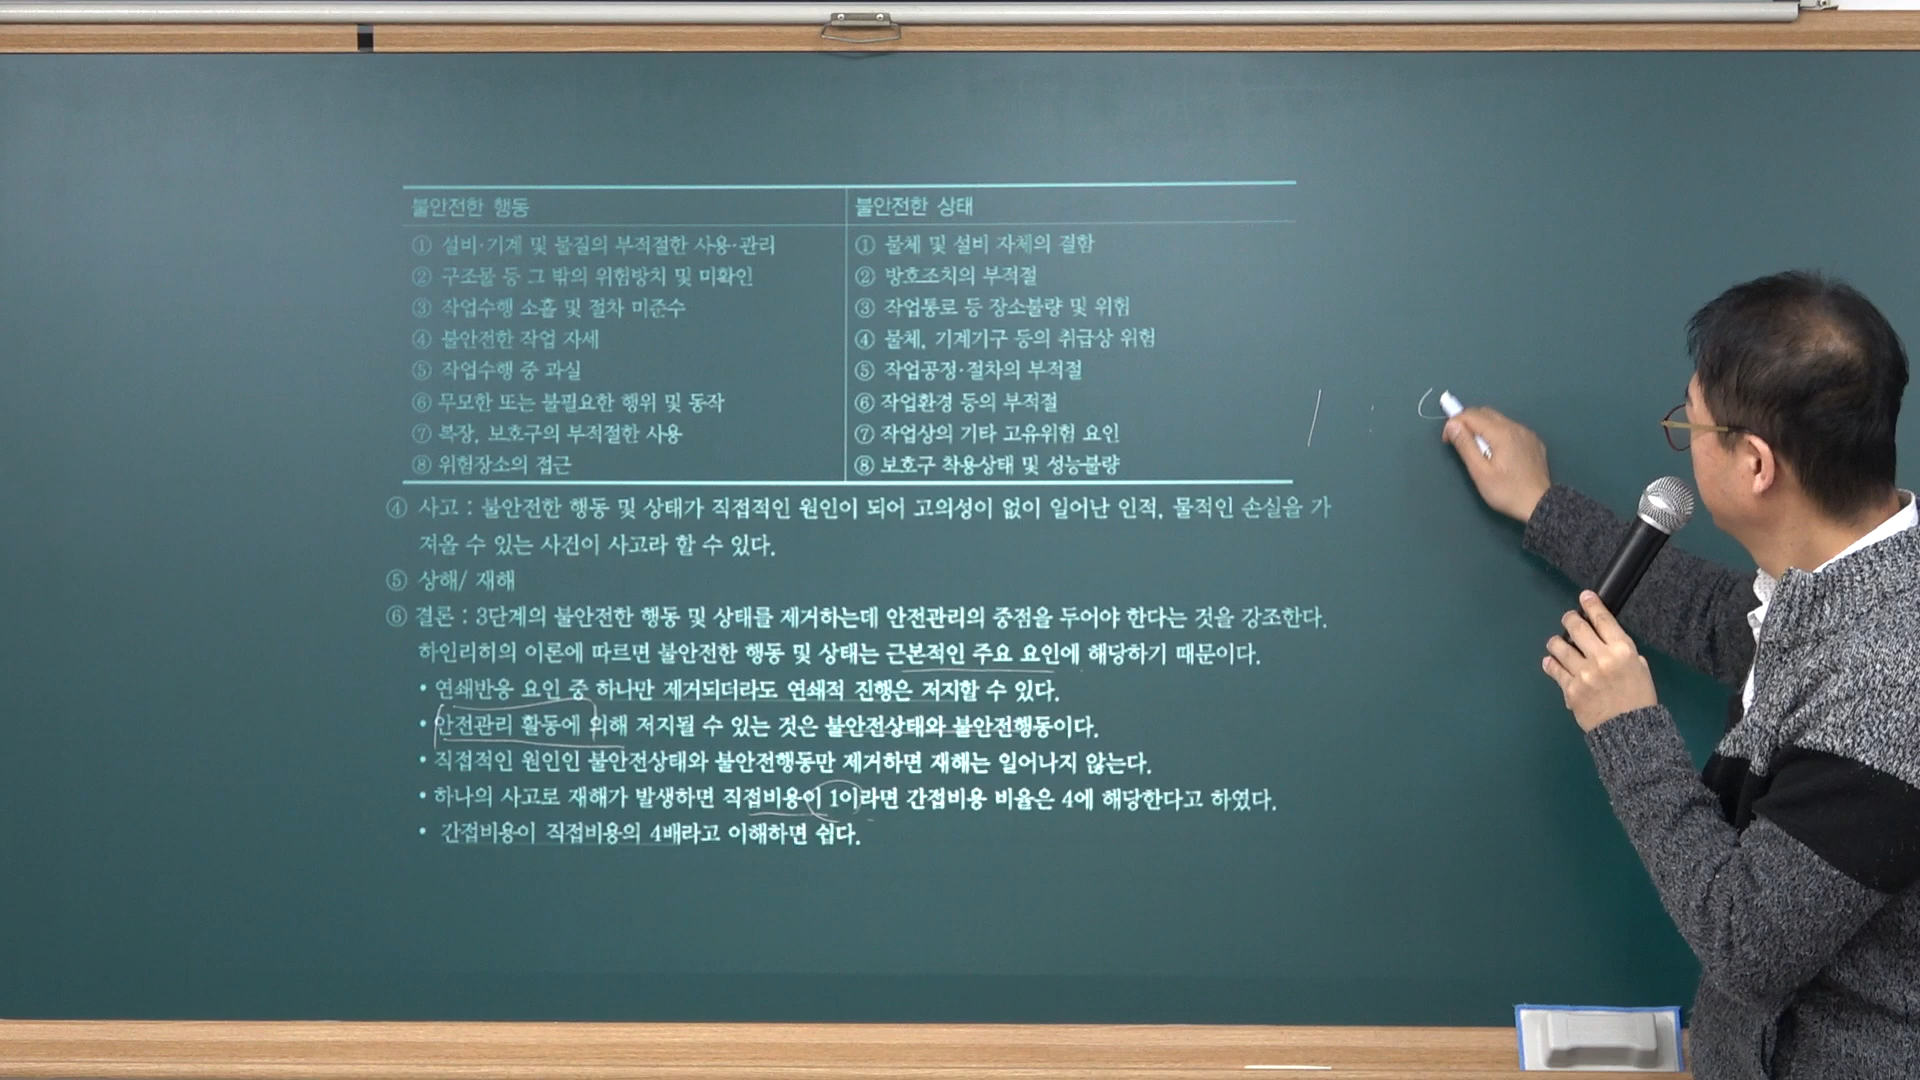 불안전한 행동
불안전한 상태
① 설비·기계 및 물질의 부적절한 사용·관리
① 물체 및 설비 자체의 결함
② 구조물 등 그 밖의 위험방치 및 미확인
② 방호조치의 부적절
③ 작업수행 소홀 및 절차 미준수
③ 작업통로 등 장소불량 및 위험
④ 불안전한 작업 자세
④ 물체, 기계기구 등의 취급상 위험
⑤ 작업수행 중 과실
⑤ 작업공정·절차의 부적절
⑥ 무모한 또는 불필요한 행위 및 동작
⑥ 작업환경 등의 부적절
⑦ 복장, 보호구의 부적절한 사용
⑦ 작업상의 기타 고유위험 요인
⑧ 위험장소의 접근
⑧ 보호구 착용상태 및 성능불량
④ 사고 : 불안전한 행동 및 상태가 직접적인 원인이 되어 고의성이 없이 일어난 인적, 물적인 손실을 가
져올 수 있는 사건이 사고라 할 수 있다.
⑤ 상해/ 재해
⑥ 결론 : 3단계의 불안전한 행동 및 상태를 제거하는데 안전관리의 중점을 두어야 한다는 것을 강조한다.
하인리히의 이론에 따르면 불안전한 행동 및 상태는 근본적인 주요 요인에 해당하기 때문이다.
• 연쇄반응 요인 중 하나만 제거되더라도 연쇄적 진행은 저지할 수 있다.
• 안전관리 활동에 의해 저지될 수 있는 것은 불안전상태와 불안전행동이다.
• 직접적인 원인인 불안전상태와 불안전행동만 제거하면 재해는 일어나지 않는다.
• 하나의 사고로 재해가 발생하면 직접비용이 1이라면 간접비용 비율은 4에 해당한다고 하였다.
• 간접비용이 직접비용의 4배라고 이해하면 쉽다.
1 :